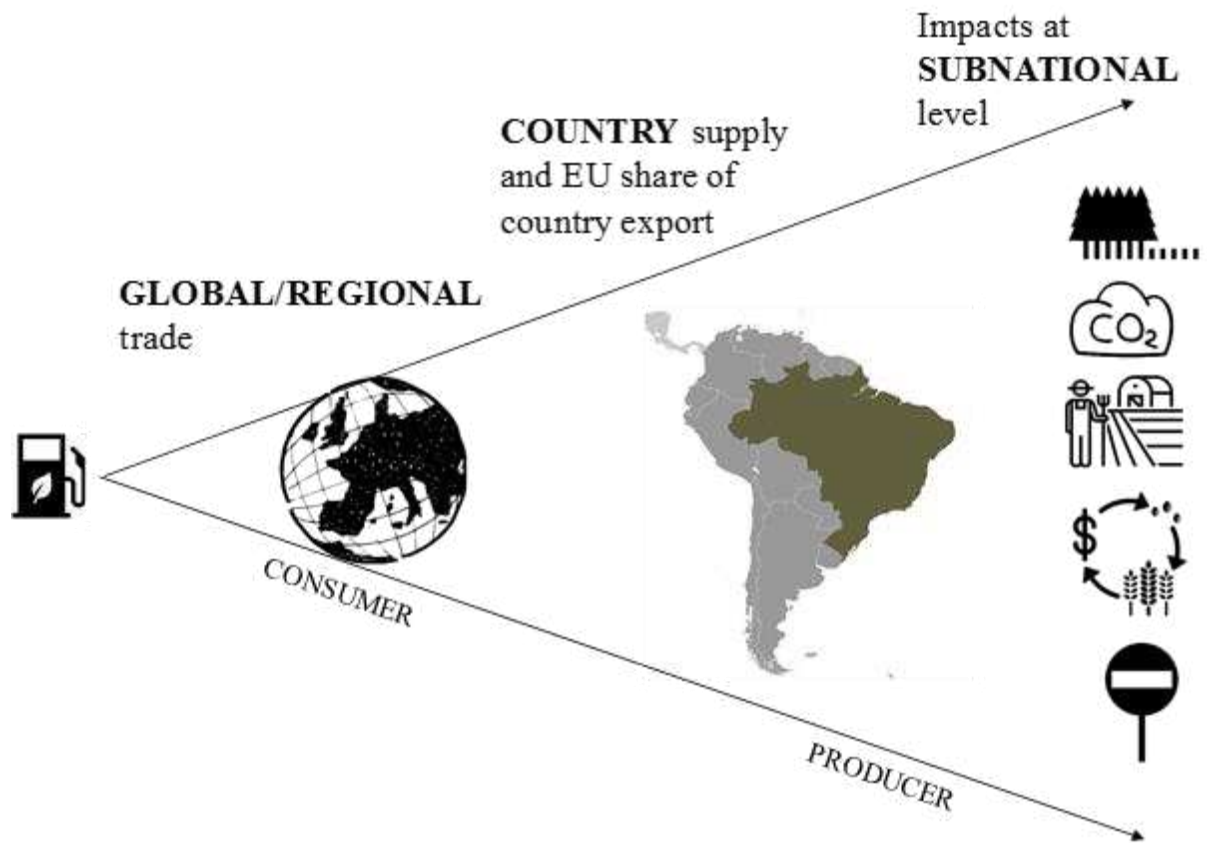 Impacts at
SUBNATIONAL
level
COUNTRY supply
and EU share of
country export
GLOBAL/REGIONAL
trade
CO₂
$
CONSUMER
PRODUCER